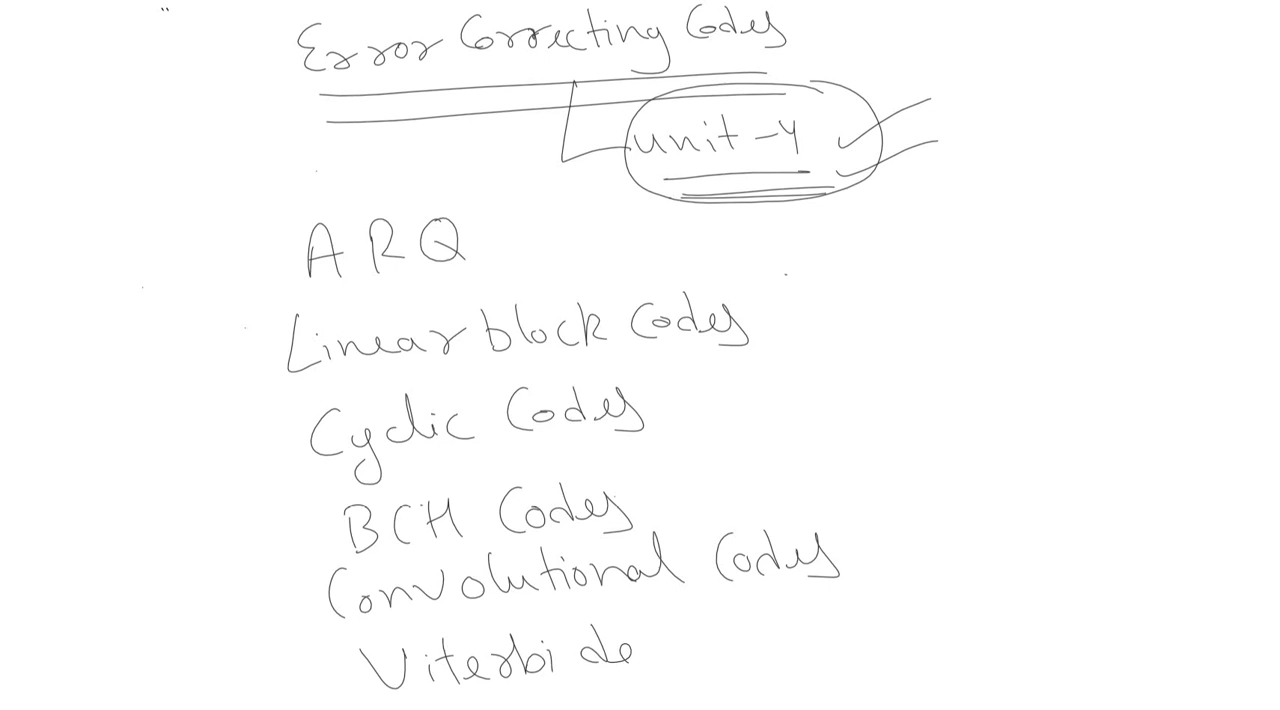 Error Correcting Codes
unit-4
ARQ
Linear block Codes
Cyclic Codes
BCH Codes
Convolutional Codes
Viterbi de